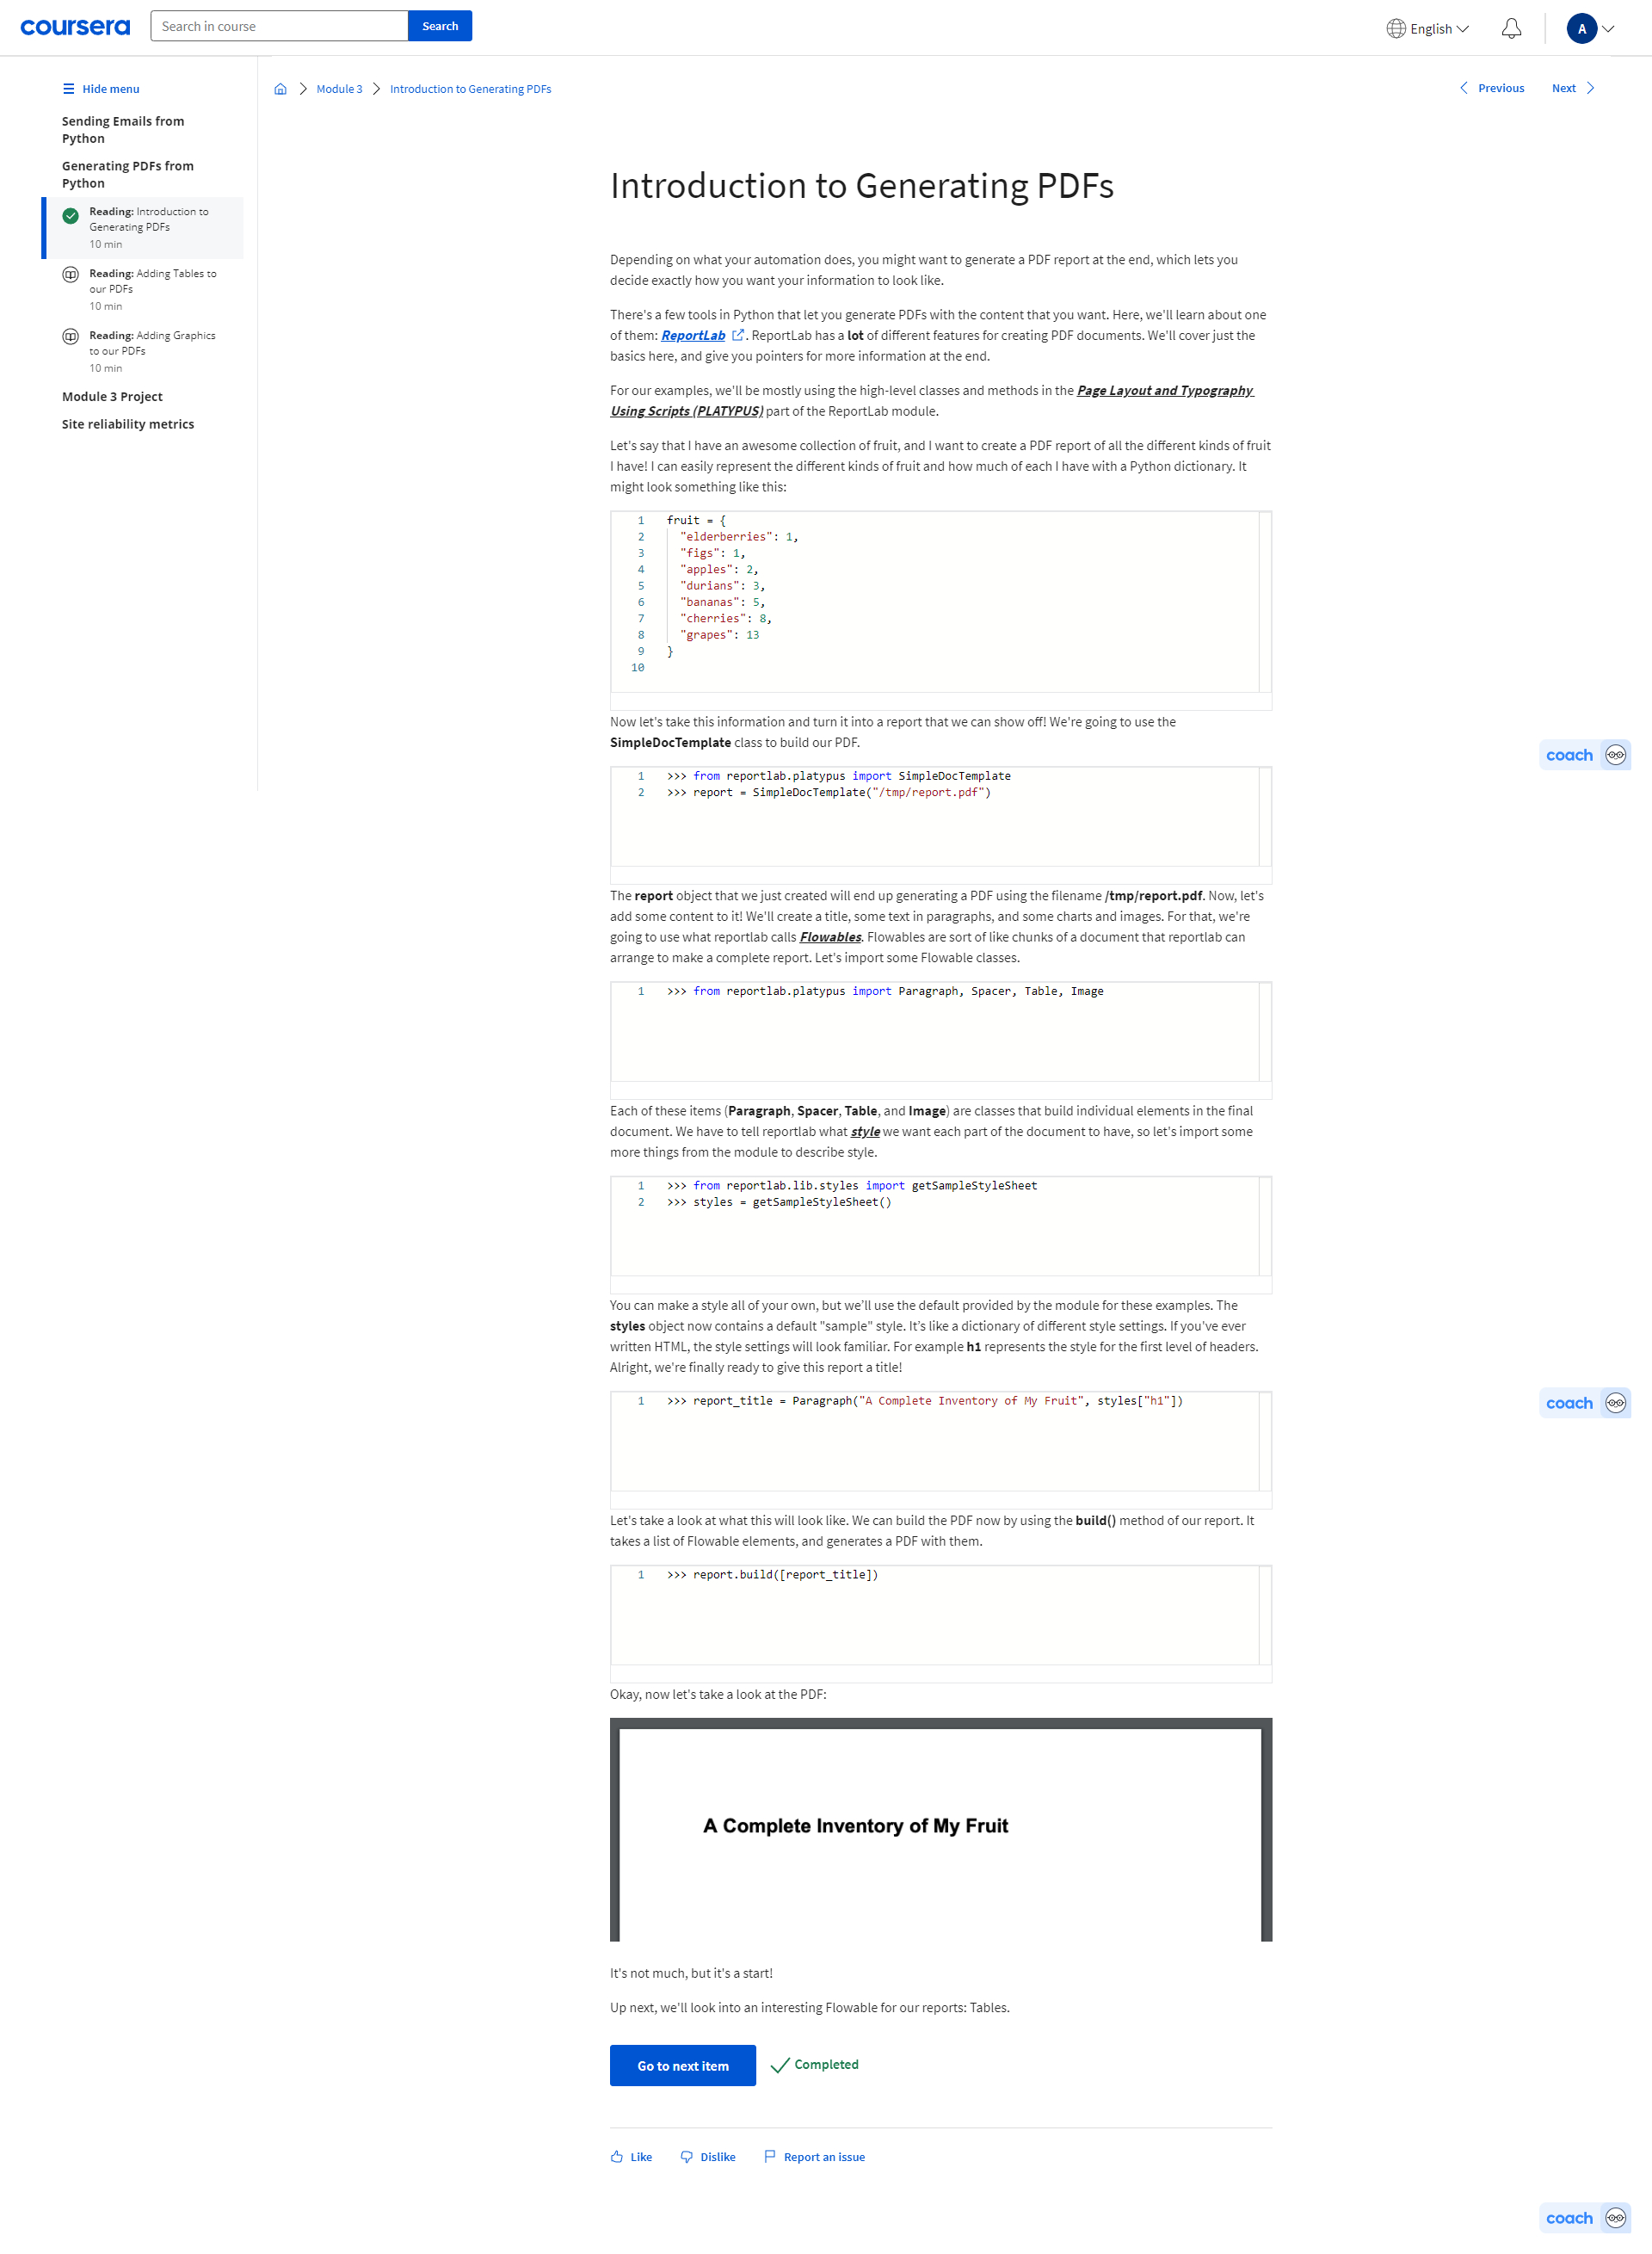 coursera
Search in course
Search
English
A
Hide menu
Sending Emails from
Python
Generating PDFs from
Python
Reading: Introduction to
Generating PDFs
10 min
Reading: Adding Tables to
our PDFs
10 min
Reading: Adding Graphics
to our PDFs
10 min
Module 3 Project
Site reliability metrics
Module 3
Introduction to Generating PDFs
Previous
Next
Introduction to Generating PDFs
Depending on what your automation does, you might want to generate a PDF report at the end, which lets you
decide exactly how you want your information to look like.
There's a few tools in Python that let you generate PDFs with the content that you want. Here, we'll learn about one
of them: ReportLab . ReportLab has a lot of different features for creating PDF documents. We'll cover just the
basics here, and give you pointers for more information at the end.
For our examples, we'll be mostly using the high-level classes and methods in the Page Layout and Typography
Using Scripts (PLATYPUS) part of the ReportLab module.
Let's say that I have an awesome collection of fruit, and I want to create a PDF report of all the different kinds of fruit
I have! I can easily represent the different kinds of fruit and how much of each I have with a Python dictionary. It
might look something like this:
1 fruit = {
2 "elderberries": 1,
3 "figs": 1,
4 "apples": 2,
5 "durians": 3,
6 "bananas": 5,
7 "cherries": 8,
8 "grapes": 13
9 }
10
Now let's take this information and turn it into a report that we can show off! We're going to use the
SimpleDocTemplate class to build our PDF.
coach
1 >>> from reportlab.platypus import SimpleDocTemplate
2 >>> report = SimpleDocTemplate("/tmp/report.pdf")
The report object that we just created will end up generating a PDF using the filename /tmp/report.pdf. Now, let's
add some content to it! We'll create a title, some text in paragraphs, and some charts and images. For that, we're
going to use what reportlab calls Flowables. Flowables are sort of like chunks of a document that reportlab can
arrange to make a complete report. Let's import some Flowable classes.
1 >>> from reportlab.platypus import Paragraph, Spacer, Table, Image
Each of these items (Paragraph, Spacer, Table, and Image) are classes that build individual elements in the final
document. We have to tell reportlab what style we want each part of the document to have, so let's import some
more things from the module to describe style.
1 >>> from reportlab.lib.styles import getSampleStyleSheet
2 >>> styles = getSampleStyleSheet()
You can make a style all of your own, but we’ll use the default provided by the module for these examples. The
styles object now contains a default "sample" style. It’s like a dictionary of different style settings. If you've ever
written HTML, the style settings will look familiar. For example h1 represents the style for the first level of headers.
Alright, we're finally ready to give this report a title!
1 >>> report_title = Paragraph("A Complete Inventory of My Fruit", styles["h1"])
coach
Let's take a look at what this will look like. We can build the PDF now by using the build() method of our report. It
takes a list of Flowable elements, and generates a PDF with them.
1 >>> report.build([report_title])
Okay, now let's take a look at the PDF:
A Complete Inventory of My Fruit
It's not much, but it's a start!
Up next, we'll look into an interesting Flowable for our reports: Tables.
Go to next item
Completed
Like
Dislike
Report an issue
coach